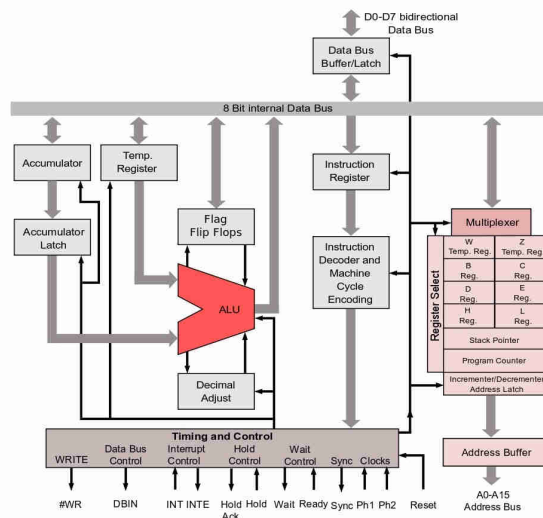 D0-D7 bidirectional
Data Bus
Data Bus
Buffer/Latch
8 Bit internal Data Bus
Accumulator
Temp.
Register
Instruction
Register
Multiplexer
Accumulator
Latch
Flag
Flip Flops
Instruction
Decoder and
Machine
Cycle
Encoding
Register Select
W
Temp. Reg.
Z
Temp. Reg.
B
Reg.
C
Reg.
D
Reg.
E
Reg.
H
Reg.
L
Reg.
Stack Pointer
Program Counter
Incrementer/Decrementer
Address Latch
ALU
Decimal
Adjust
Timing and Control
WRITE
Data Bus
Control
Interrupt
Control
Hold
Control
Wait
Control
Sync
Clocks
Address Buffer
#WR
DBIN
INT
INTE
Hold
Ack
Hold
Wait
Ready
Sync
Ph1
Ph2
Reset
A0-A15
Address Bus